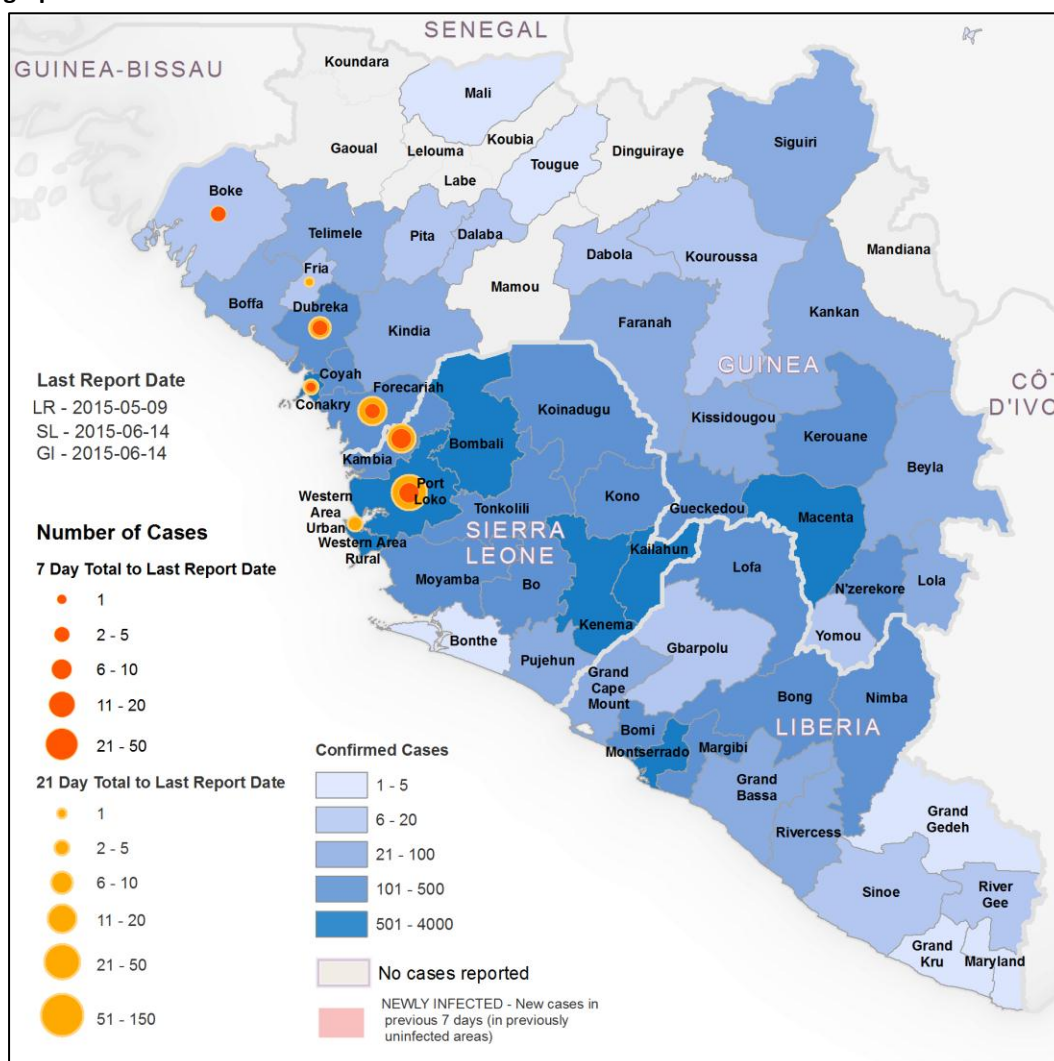 SENEGAL
GUINEA-BISSAU
Koundara
Mali
Siguiri
Gaoual
Lelouma
Koubia
Tougue
Dinguiraye
Labe
Boke
Telimele
Pita
Dalaba
Dabola
Kouroussa
Mandiana
Fria
Mamou
Boffa
Dubreka
Kindia
Faranah
Kankan
GUINEA
Last Report Date
LR - 2015-05-09
SL - 2015-06-14
GI - 2015-06-14
Coyah
Conakry
Forecariah
Koinadugu
Kissidougou
Kerouane
CÔT
D'IVO
Bombali
Kambia
Beyla
Port
Loko
Kono
Gueckedou
Macenta
Western
Area
Urban
Tonkolili
Western Area
Rural
SIERRA
LEONE
Kailahun
Lofa
N'zerekore
Lola
Moyamba
Bo
Kenema
Yomou
Bonthe
Pujehun
Gbarpolu
Grand
Cape
Mount
Bong
Nimba
Bomi
Montserrado
Margibi
LIBERIA
Grand
Bassa
Rivercess
Grand
Gedeh
Sinoe
River
Gee
Grand
Kru
Maryland
Number of Cases
7 Day Total to Last Report Date
1
2 - 5
6 - 10
11 - 20
21 - 50
21 Day Total to Last Report Date
1
2 - 5
6 - 10
11 - 20
21 - 50
51 - 150
Confirmed Cases
1 - 5
6 - 20
21 - 100
101 - 500
501 - 4000
No cases reported
NEWLY INFECTED - New cases in
previous 7 days (in previously
uninfected areas)